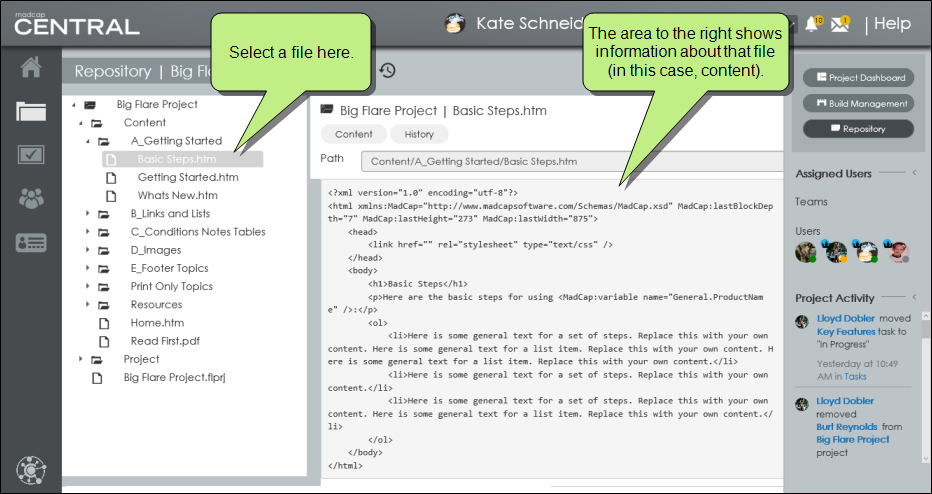 madcap
CENTRAL
Kate Schneid
10
1
| Help
Select a file here.
The area to the right shows
information about that file
(in this case, content).
Repository | Big Fl
Big Flare Project
Content
A_Getting Started
Basic Steps.htm
Getting Started.htm
Whats New.htm
B_Links and Lists
C_Conditions Notes Tables
D_Images
E_Footer Topics
Print Only Topics
Resources
Home.htm
Read First.pdf
Project
Big Flare Project.flprj
Big Flare Project | Basic Steps.htm
Content
History
Path
Content/A_Getting Started/Basic Steps.htm
<?xml version="1.0" encoding="utf-8"?>
<html xmlns:MadCap="http://www.madcapsoftware.com/Schemas/MadCap.xsd" MadCap:lastBlockDep
th="7" MadCap:lastHeight="273" MadCap:lastWidth="875">
<head>
<link href="" rel="stylesheet" type="text/css" />
</head>
<body>
<h1>Basic Steps</h1>
<p>Here are the basic steps for using <MadCap:variable name="General.ProductNam
e" />:</p>
<ol>
<li>Here is some general text for a set of steps. Replace this with your own
content. Here is some general text for a list item. Replace this with your own content. H
ere is some general text for a list item. Replace this with your own content.</li>
<li>Here is some general text for a set of steps. Replace this with your own
content.</li>
<li>Here is some general text for a set of steps. Replace this with your own
content. Here is some general text for a list item. Replace this with your own content.</
li>
</ol>
</body>
</html>
Project Dashboard
Build Management
Repository
Assigned Users
Teams
Users
Project Activity
Lloyd Dobler moved
Key Features task to
"In Progress"
Yesterday at 10:49
AM in Tasks
Lloyd Dobler
removed
Burt Reynolds from
Big Flare Project
project